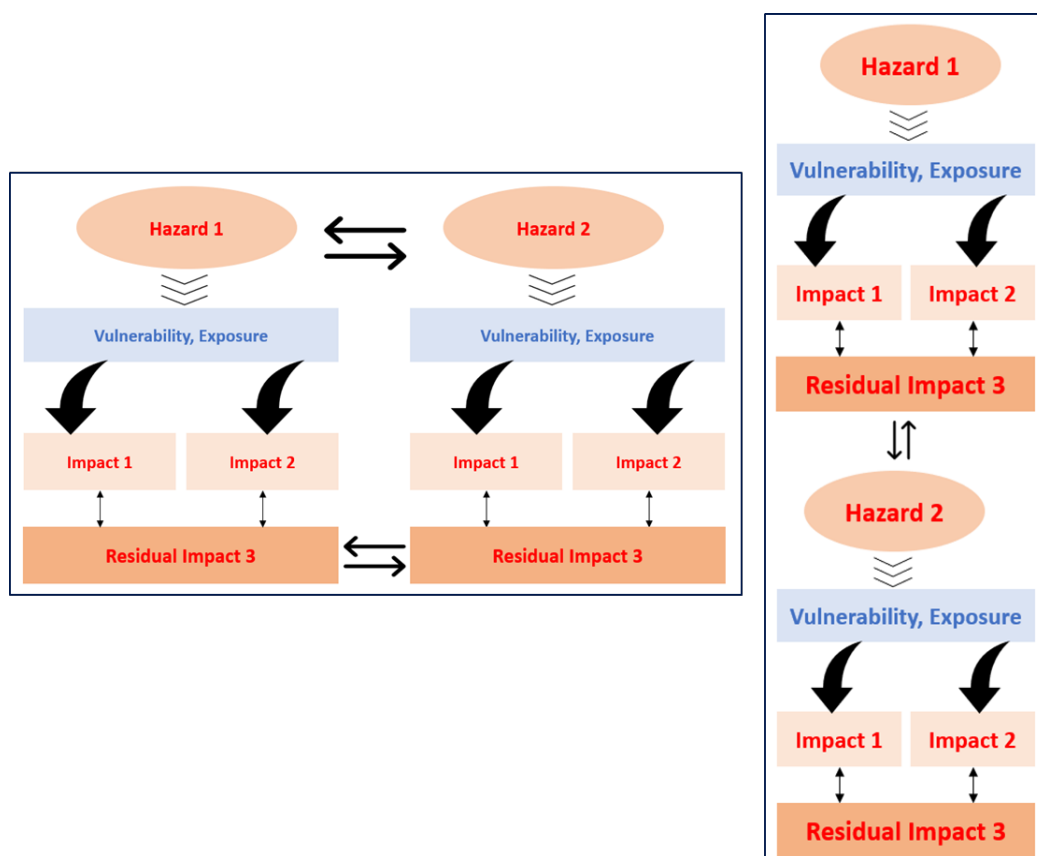 Hazard 1
Hazard 2
Vulnerability, Exposure
Vulnerability, Exposure
Impact 1
Impact 2
Impact 1
Impact 2
Residual Impact 3
Residual Impact 3
Hazard 1
Vulnerability, Exposure
Impact 1
Impact 2
Residual Impact 3
Hazard 2
Vulnerability, Exposure
Impact 1
Impact 2
Residual Impact 3